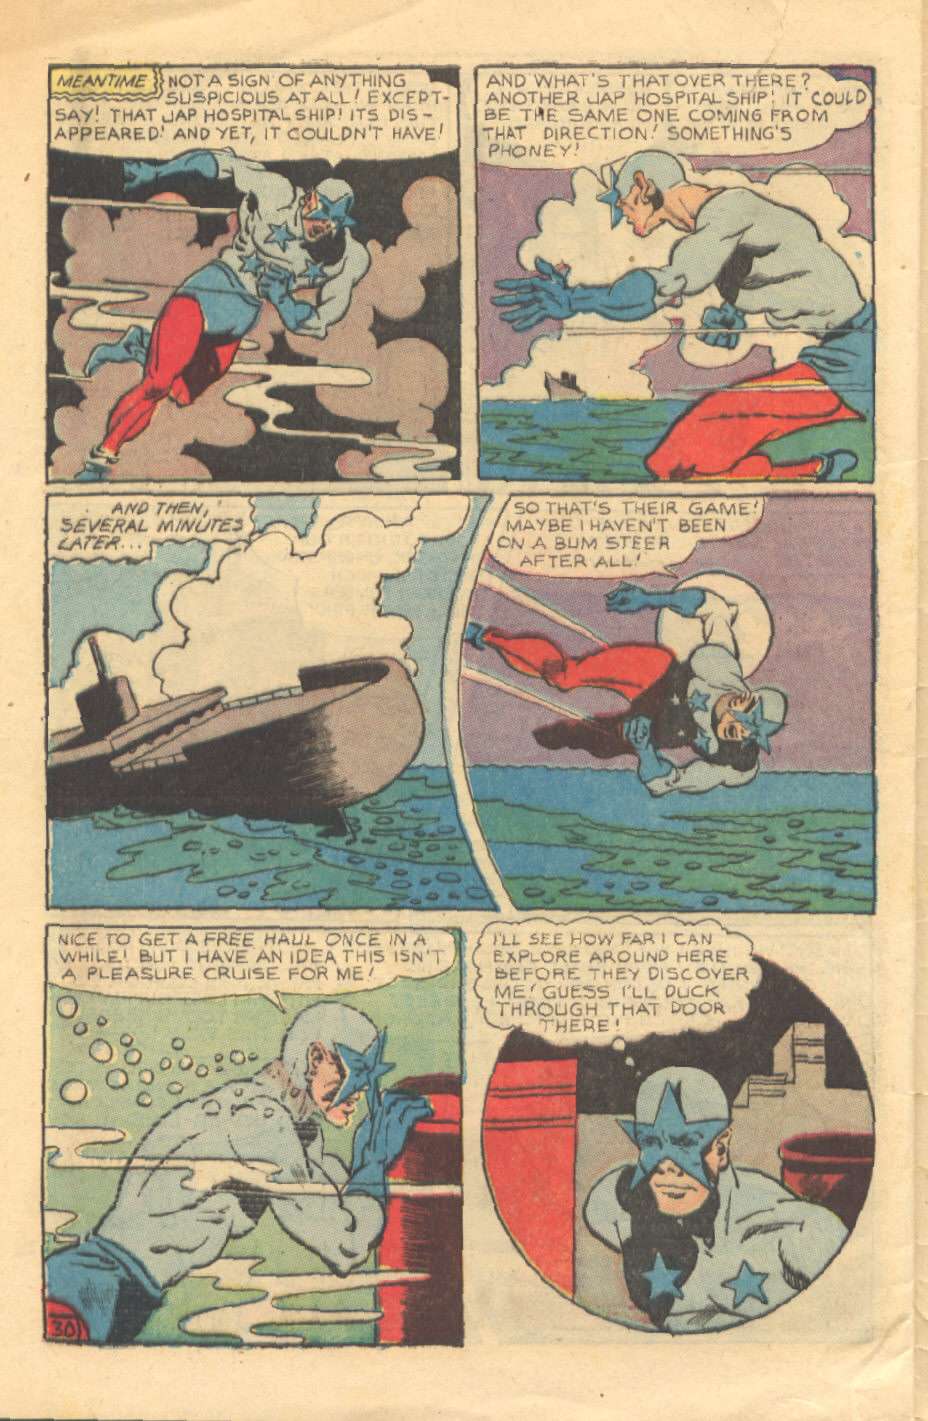 MEANTIME
NOT A SIGN OF ANYTHING
SUSPICIOUS AT ALL! EXCEPT-
SAY! THAT JAP HOSPITAL SHIP! ITS DIS-
APPEARED! AND YET, IT COULDN'T HAVE!
AND WHAT'S THAT OVER THERE?
ANOTHER JAP HOSPITAL SHIP! IT COULD
BE THE SAME ONE COMING FROM
THAT DIRECTION! SOMETHING'S
PHONEY!
AND THEN,
SEVERAL MINUTES
LATER...
SO THAT'S THEIR GAME!
MAYBE I HAVEN'T BEEN
ON A BUM STEER
AFTER ALL!
NICE TO GET A FREE HAUL ONCE IN A
WHILE! BUT I HAVE AN IDEA THIS ISN'T
A PLEASURE CRUISE FOR ME!
I'LL SEE HOW FAR I CAN
EXPLORE AROUND HERE
BEFORE THEY DISCOVER
ME! GUESS I'LL DUCK
THROUGH THAT DOOR
THERE!
30